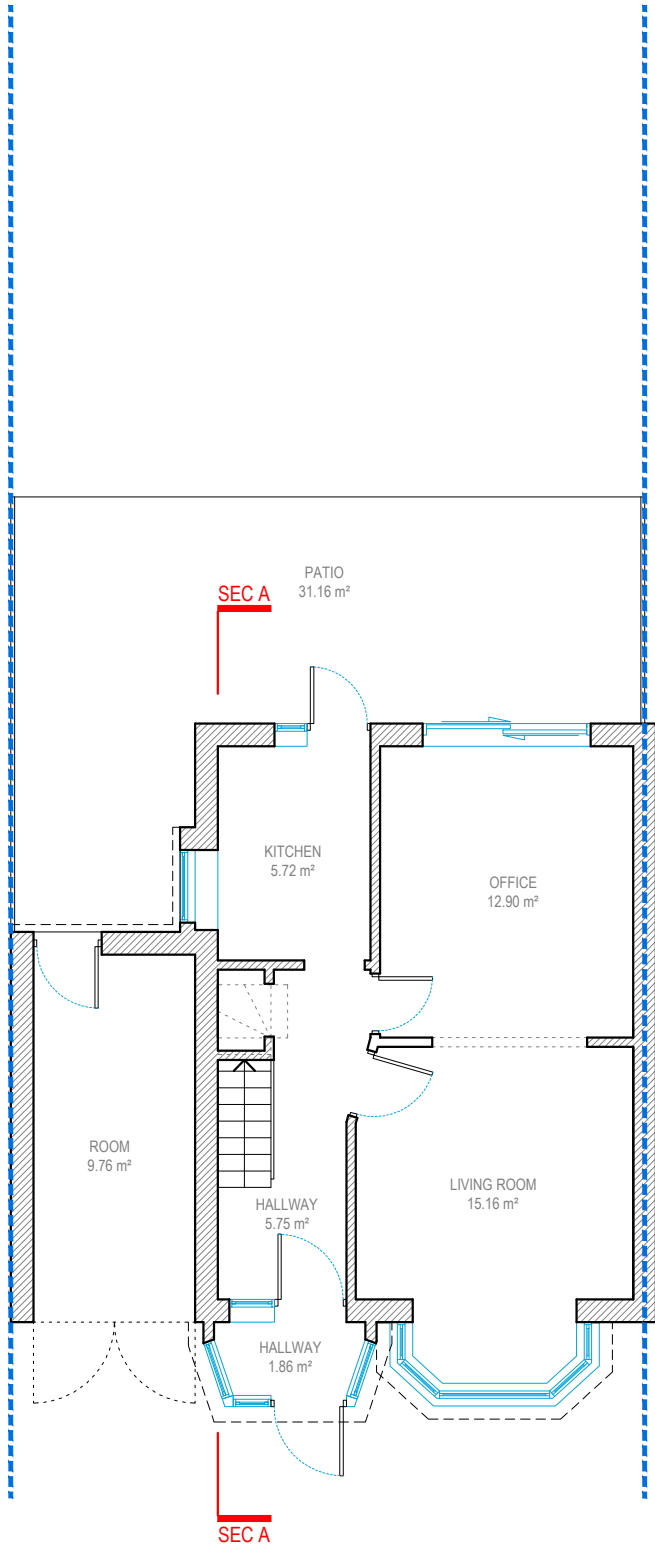 PATIO
31.16 m²
SEC A
KITCHEN
5.72 m²
OFFICE
12.90 m²
ROOM
9.76 m²
LIVING ROOM
15.16 m²
HALLWAY
5.75 m²
HALLWAY
1.86 m²
SEC A